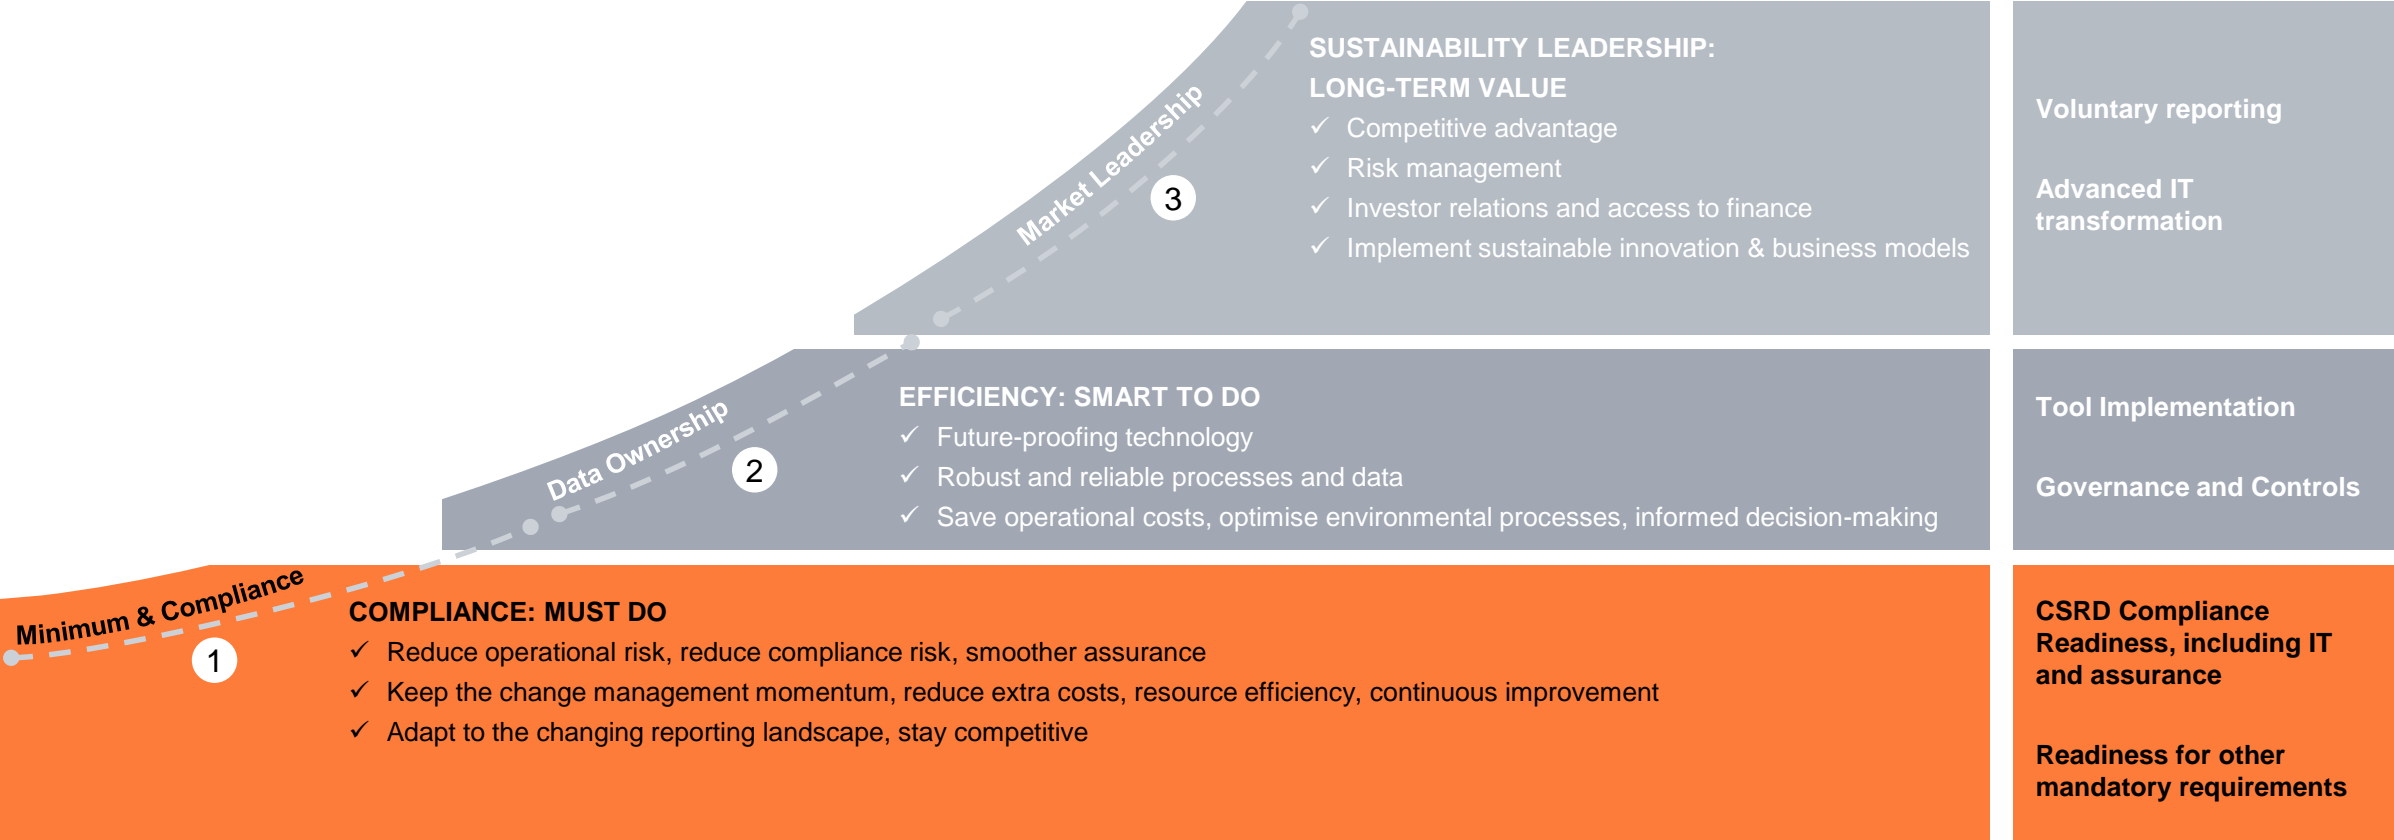 SUSTAINABILITY LEADERSHIP:
LONG-TERM VALUE
✓ Competitive advantage
✓ Risk management
✓ Investor relations and access to finance
✓ Implement sustainable innovation & business models
Market Leadership
3
Voluntary reporting
Advanced IT
transformation
EFFICIENCY: SMART TO DO
✓ Future-proofing technology
✓ Robust and reliable processes and data
✓ Save operational costs, optimise environmental processes, informed decision-making
Data Ownership
2
Tool Implementation
Governance and Controls
Minimum & Compliance
1
COMPLIANCE: MUST DO
✓ Reduce operational risk, reduce compliance risk, smoother assurance
✓ Keep the change management momentum, reduce extra costs, resource efficiency, continuous improvement
✓ Adapt to the changing reporting landscape, stay competitive
CSRD Compliance
Readiness, including IT
and assurance
Readiness for other
mandatory requirements